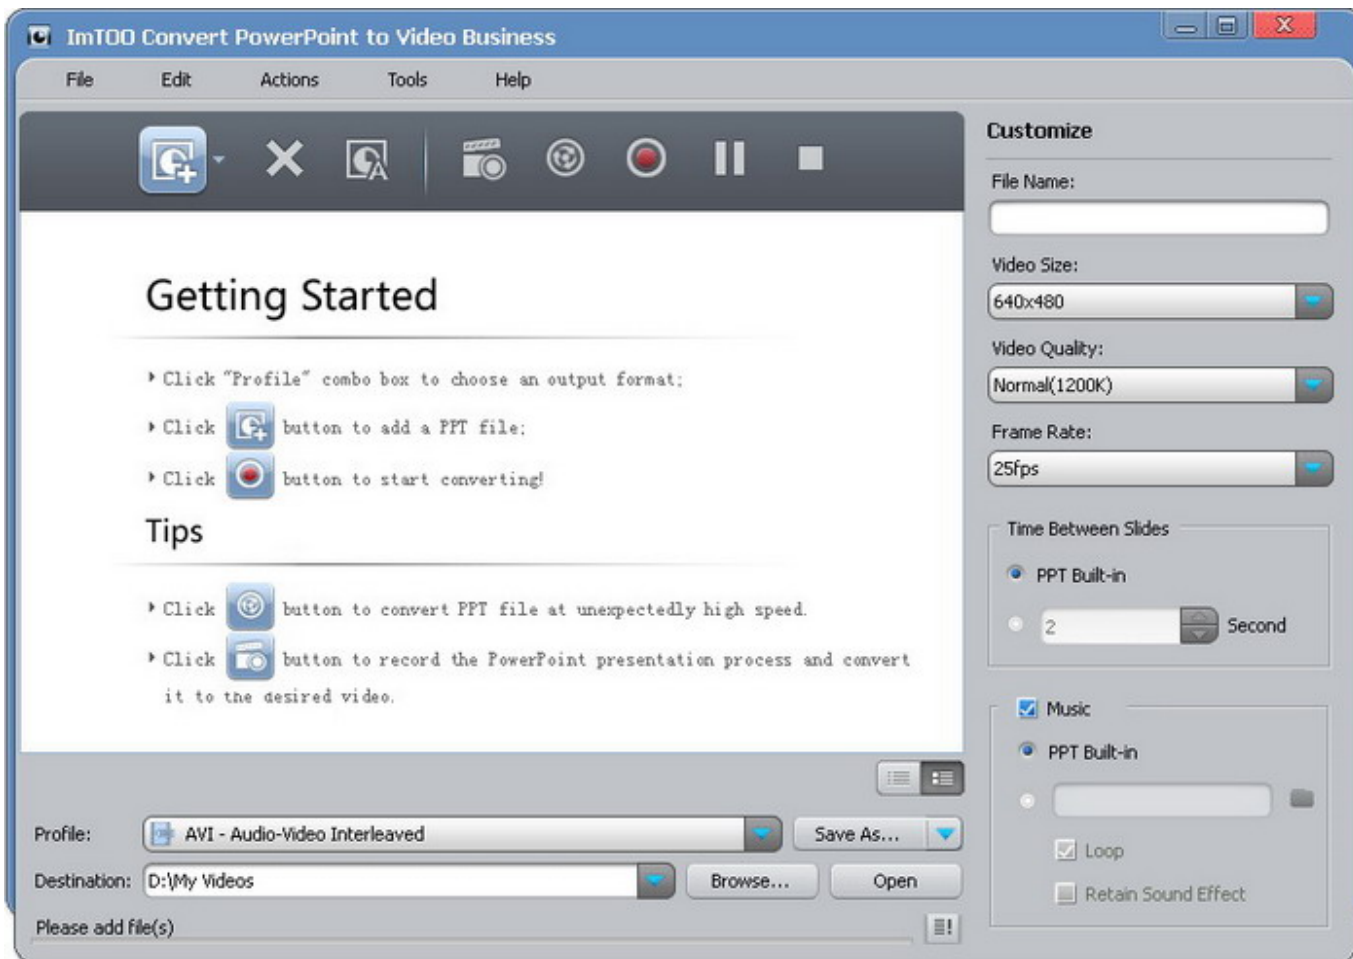 ImTOO Convert PowerPoint to Video Business
File Edit Actions Tools Help
Getting Started
Click "Profile" combo box to choose an output format;
Click button to add a PPT file;
Click button to start converting!
Tips
Click button to convert PPT file at unexpectedly high speed.
Click button to record the PowerPoint presentation process and convert
it to the desired video.
Profile: AVI - Audio-Video Interleaved Save As...
Destination: D:\My Videos Browse... Open
Please add file(s)
Customize
File Name:
Video Size:
640x480
Video Quality:
Normal(1200K)
Frame Rate:
25fps
Time Between Slides
PPT Built-in
2 Second
Music
PPT Built-in
Loop
Retain Sound Effect